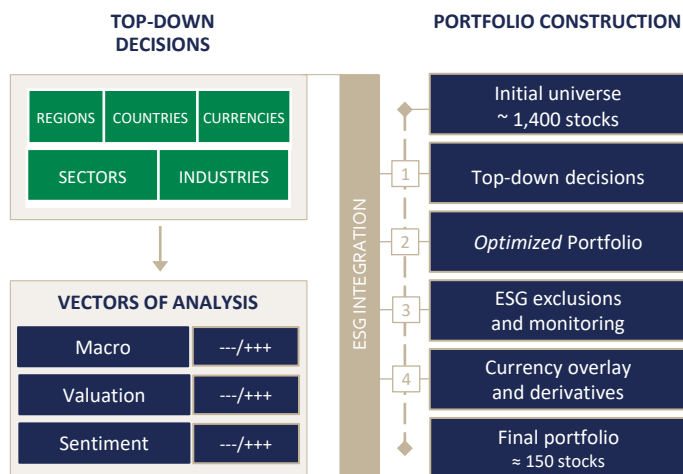 TOP-DOWN
DECISIONS
REGIONS
COUNTRIES
CURRENCIES
SECTORS
INDUSTRIES
VECTORS OF ANALYSIS
Macro
---/+++
Valuation
---/+++
Sentiment
---/+++
ESG INTEGRATION
PORTFOLIO CONSTRUCTION
Initial universe
~ 1,400 stocks
1
Top-down decisions
2
Optimized Portfolio
3
ESG exclusions
and monitoring
4
Currency overlay
and derivatives
Final portfolio
≈ 150 stocks